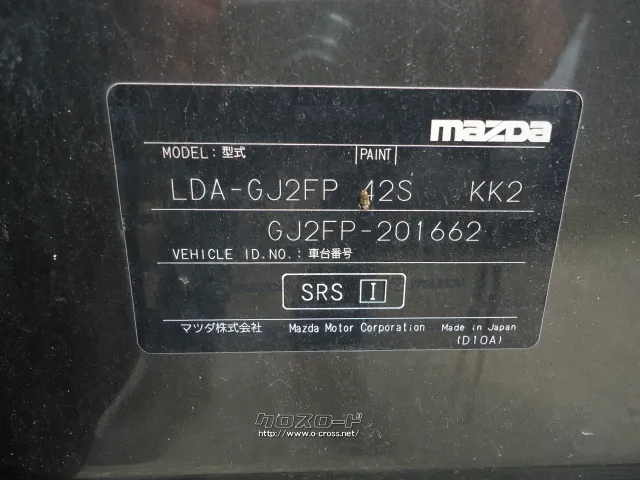 mazda
MODEL : 型式 PAINT
LDA-GJ2FP 42S KK2
GJ2FP-201662
VEHICLE ID.NO. : 車台番号
SRS I
マツダ株式会社 Mazda Motor Corporation Made in Japan
(D10A)
クロスロード
http://www.o-cross.net/